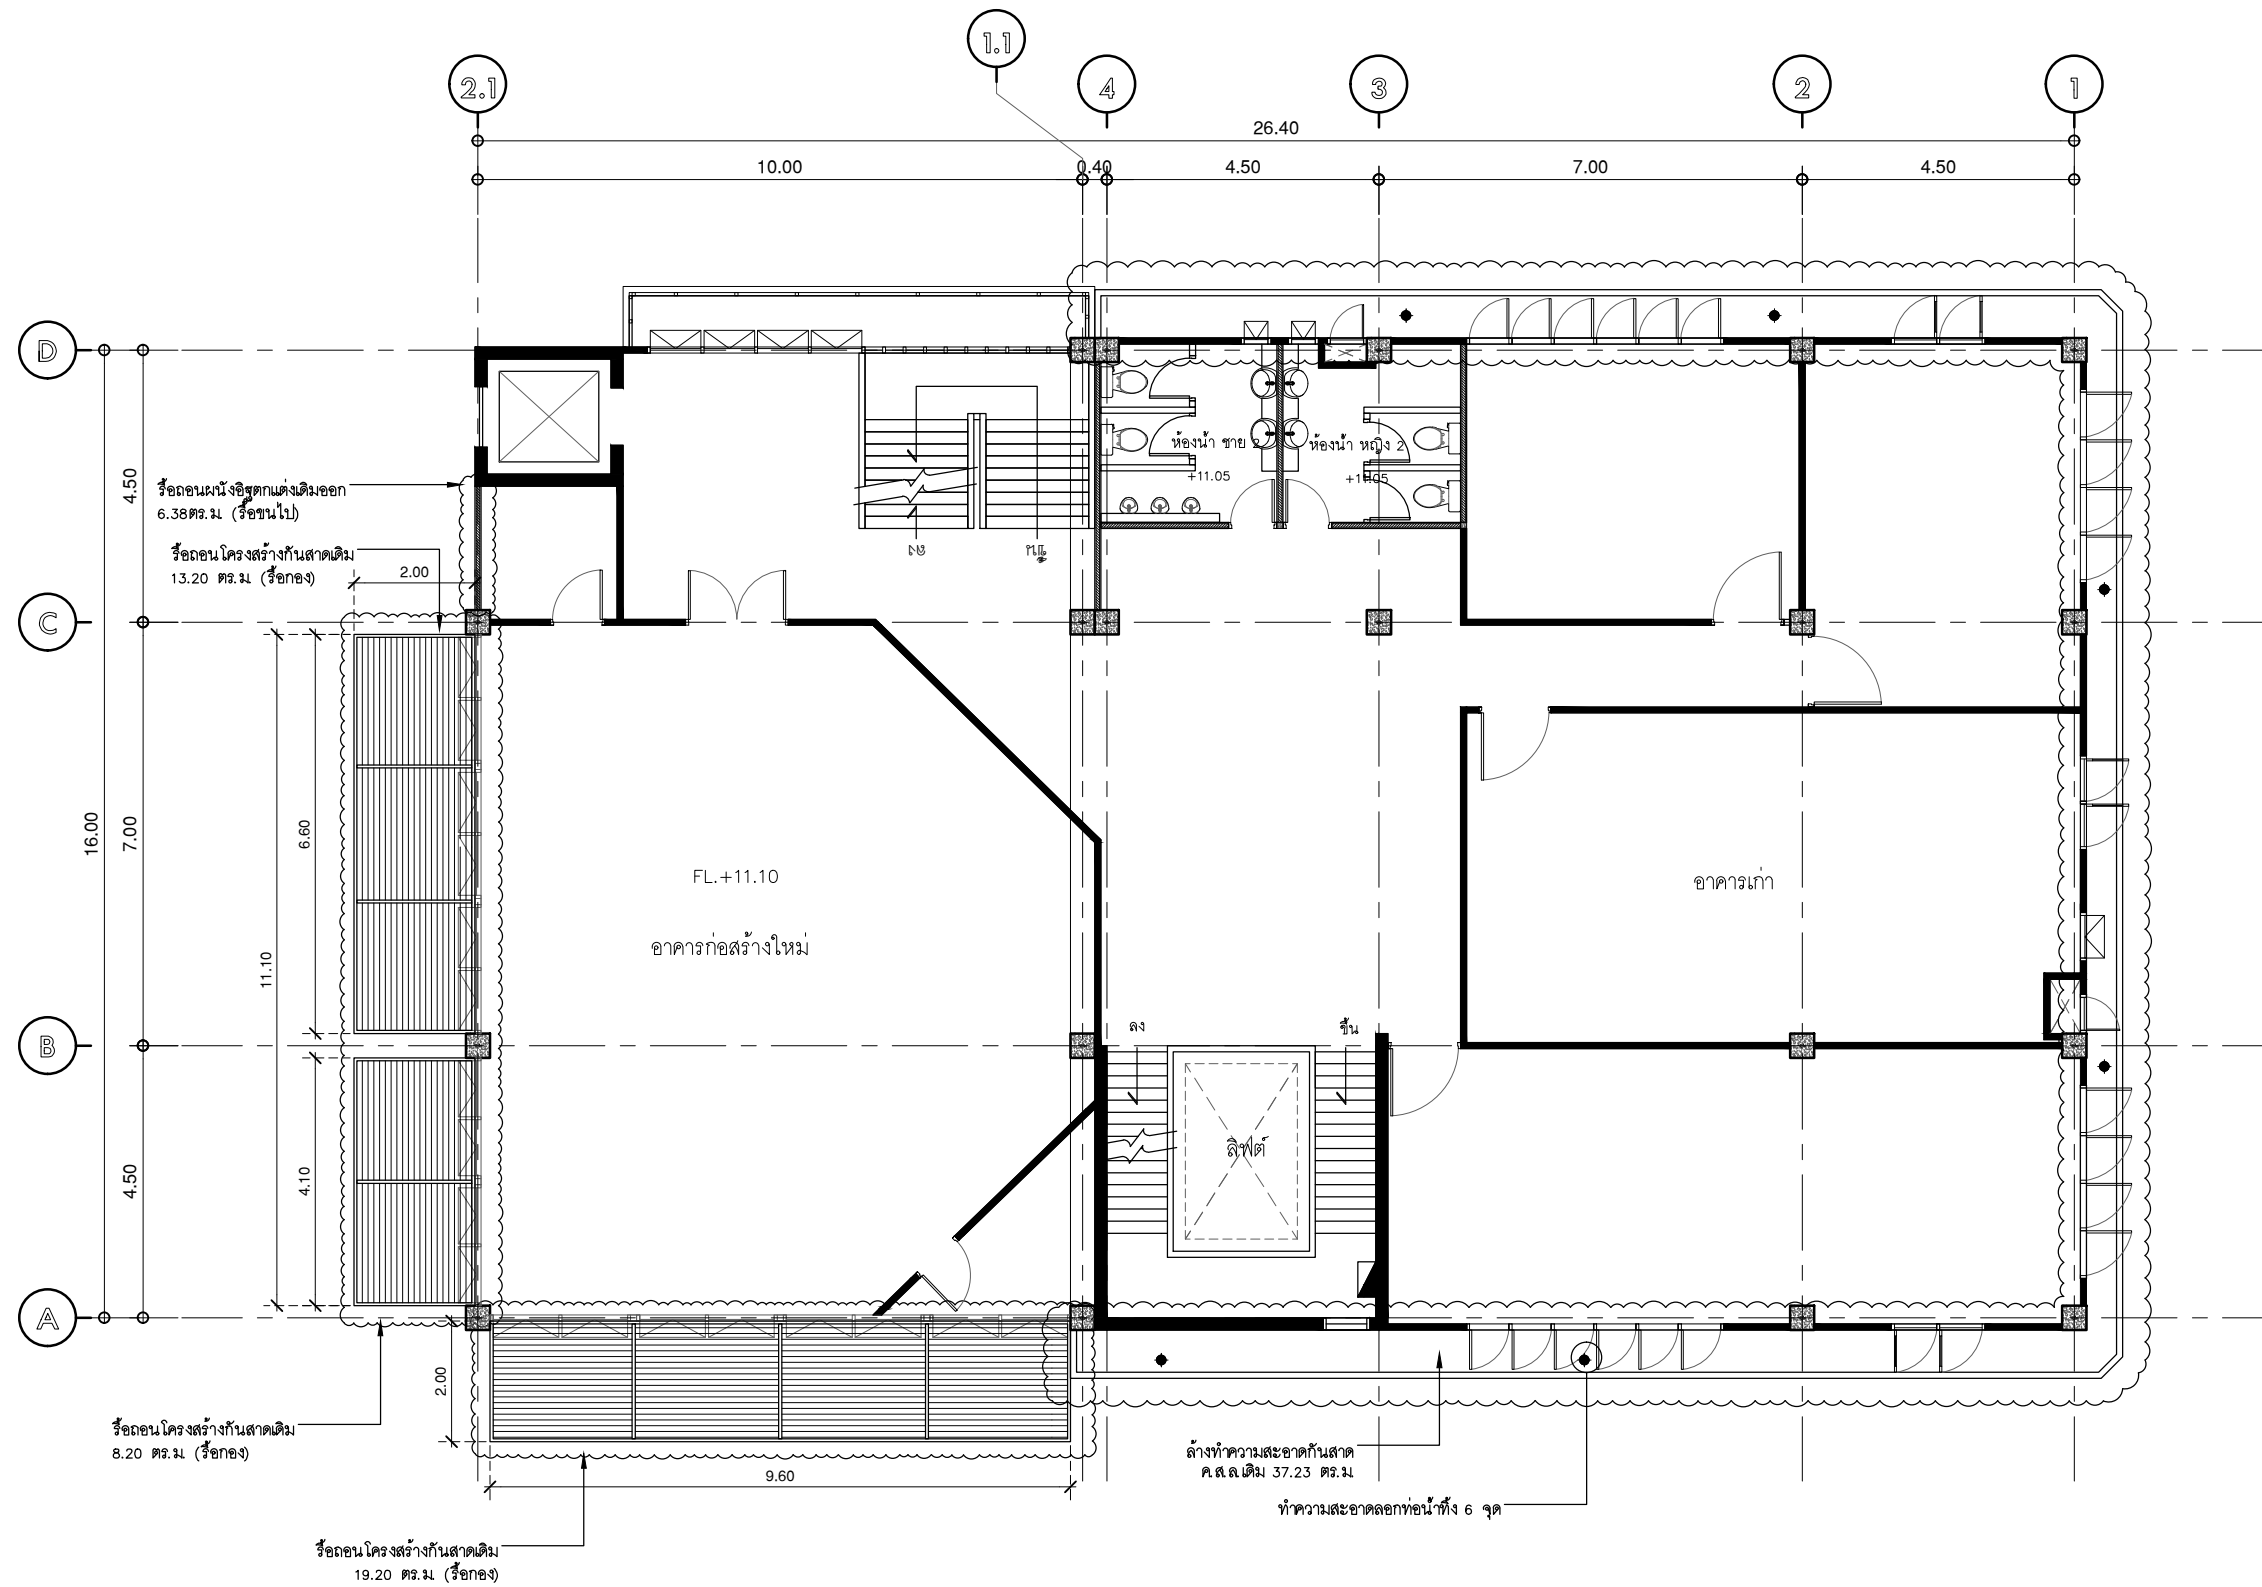 1.1
2.1
4
3
2
1
26.40
10.00
0.40
4.50
7.00
4.50
D
C
B
A
16.00
4.50
7.00
4.50
รื้อถอนผนังอิฐตกแต่งเดิมออก
6.38ตร.ม. (รื้อขนไป)
รื้อถอนโครงสร้างกันสาดเดิม
13.20 ตร.ม. (รื้อกอง)
2.00
11.10
6.60
4.10
ลง
ขึ้น
ห้องน้ำ ชาย 2
+11.05
ห้องน้ำ หญิง 2
+11.05
FL.+11.10
อาคารก่อสร้างใหม่
อาคารเก่า
ลง
ขึ้น
ลิฟต์
2.00
9.60
รื้อถอนโครงสร้างกันสาดเดิม
8.20 ตร.ม. (รื้อกอง)
ล้างทำความสะอาดกันสาด
ค.ส.ล.เดิม 37.23 ตร.ม.
ทำความสะอาดลอกท่อน้ำทิ้ง 6 จุด
รื้อถอนโครงสร้างกันสาดเดิม
19.20 ตร.ม. (รื้อกอง)